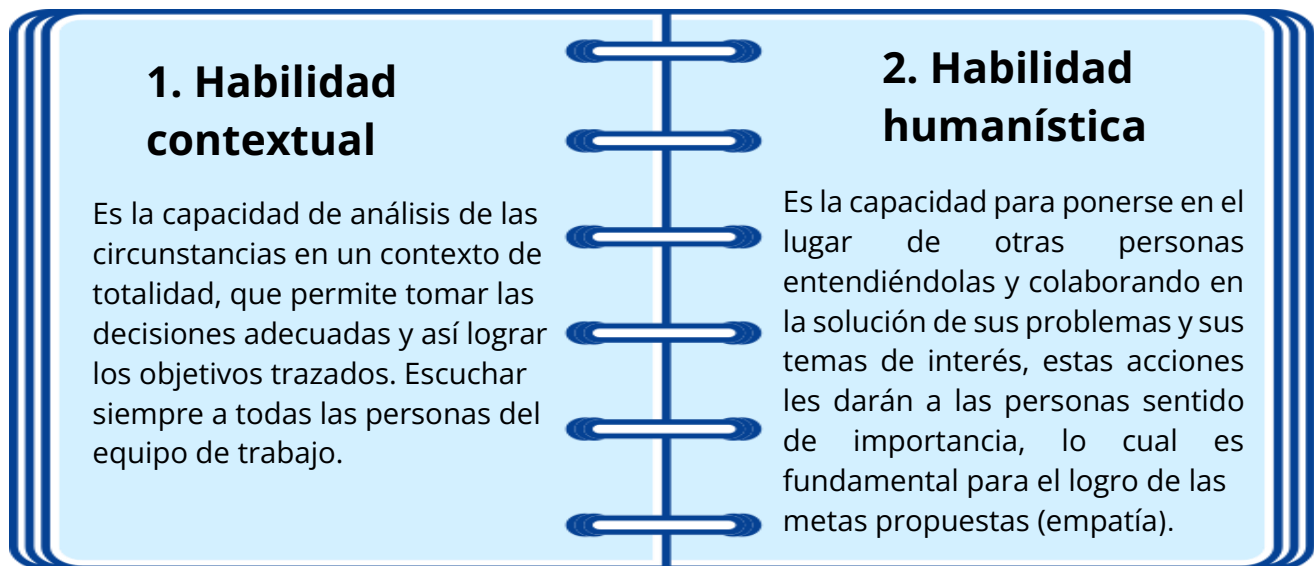 1. Habilidad
contextual
Es la capacidad de análisis de las
circunstancias en un contexto de
totalidad, que permite tomar las
decisiones adecuadas y así lograr
los objetivos trazados. Escuchar
siempre a todas las personas del
equipo de trabajo.
2. Habilidad
humanística
Es la capacidad para ponerse en el
lugar de otras personas
entendiéndolas y colaborando en
la solución de sus problemas y sus
temas de interés, estas acciones
les darán a las personas sentido
de importancia, lo cual es
fundamental para el logro de las
metas propuestas (empatía).